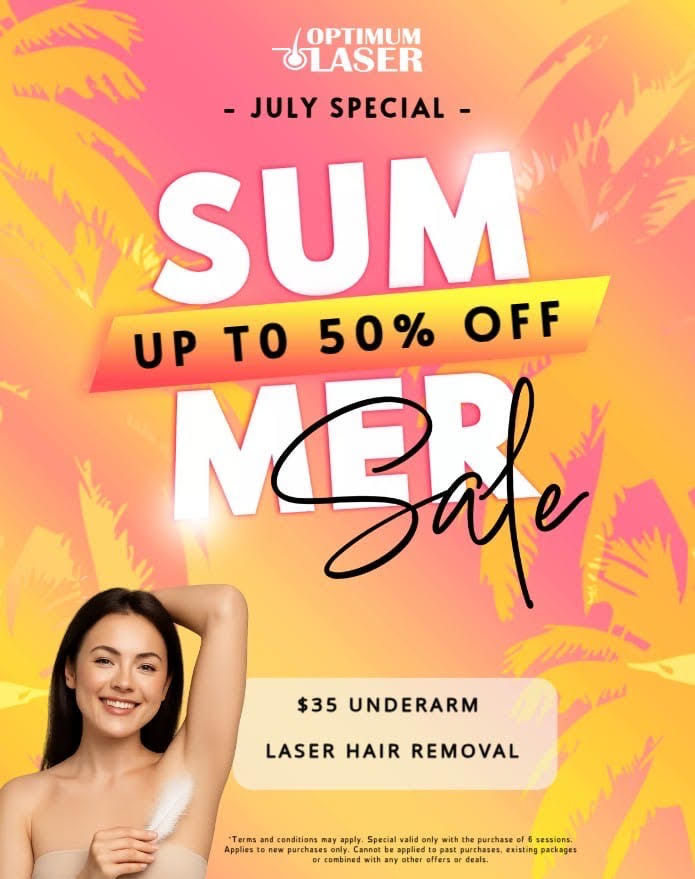 OPTIMUM
LASER
- JULY SPECIAL -
SUM
UP TO 50% OFF
MER
Sale
$35 UNDERARM
LASER HAIR REMOVAL
*Terms and conditions may apply. Special valid only with the purchase of 6 sessions.
Applies to new purchases only. Cannot be applied to past purchases, existing packages
or combined with any other offers or deals.